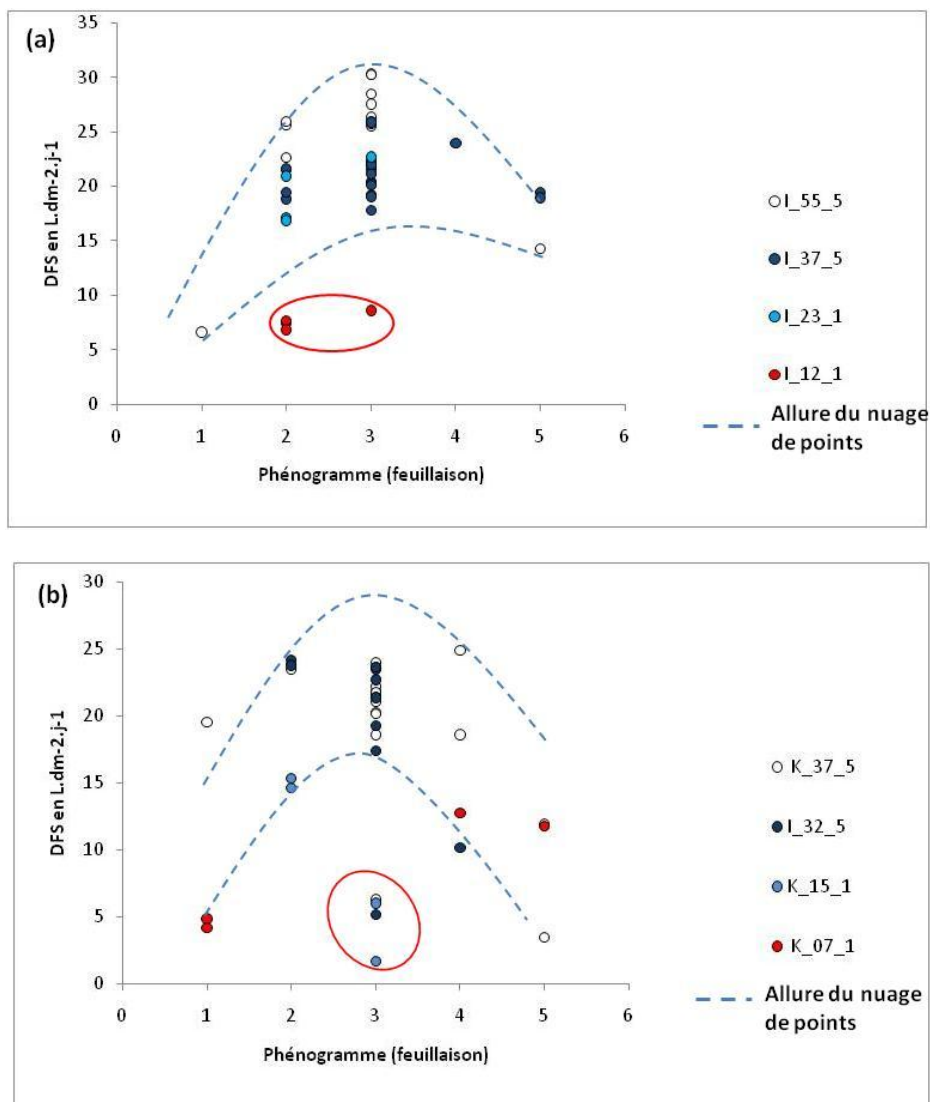 (a)
35
30
25
20
15
10
5
0
DFS en L.dm-2.j-1
0 1 2 3 4 5 6
Phénogramme (feuillaison)
I_55_5
I_37_5
I_23_1
I_12_1
Allure du nuage
de points
(b)
30
25
20
15
10
5
0
DFS en L.dm-2.j-1
0 1 2 3 4 5 6
Phénogramme (feuillaison)
K_37_5
I_32_5
K_15_1
K_07_1
Allure du nuage
de points